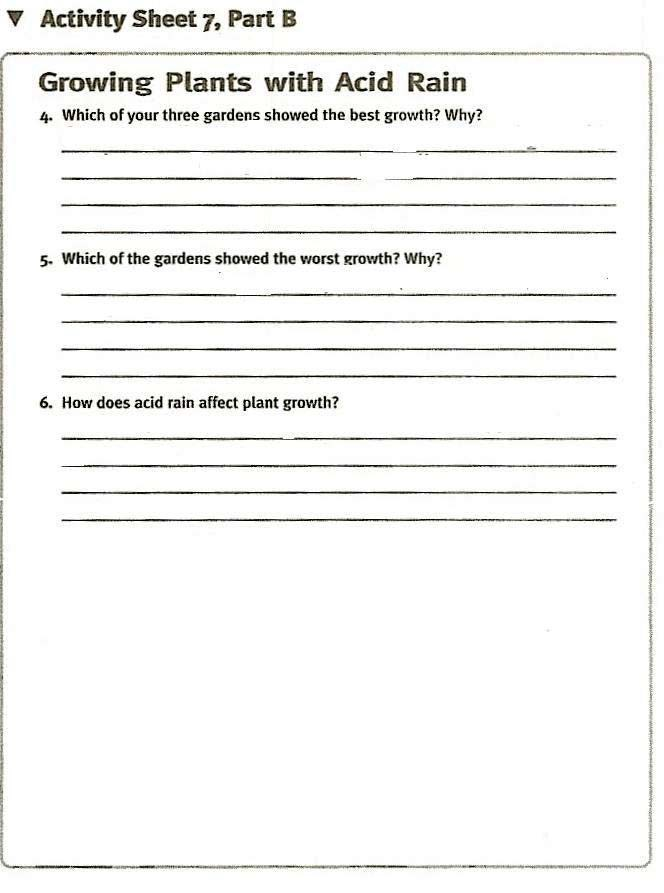 ▼ Activity Sheet 7, Part B
Growing Plants with Acid Rain
4. Which of your three gardens showed the best growth? Why?
5. Which of the gardens showed the worst growth? Why?
6. How does acid rain affect plant growth?